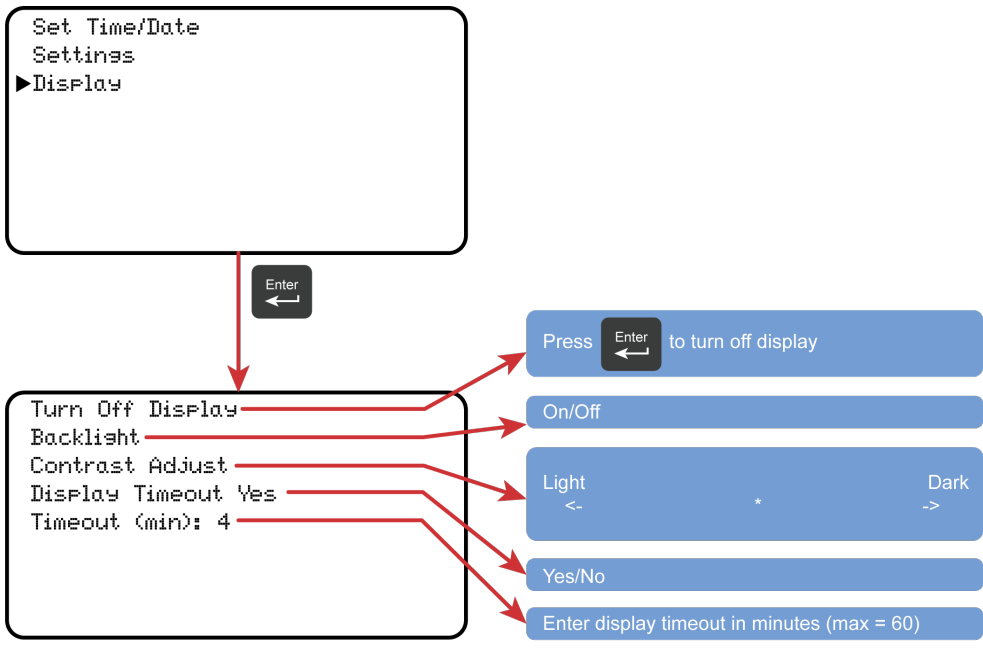 Set Time/Date
Settings
▶Display
Enter
Turn Off Display
Backlight
Contrast Adjust
Display Timeout Yes
Timeout (min): 4
Press Enter to turn off display
On/Off
Light Dark
<- * ->
Yes/No
Enter display timeout in minutes (max = 60)